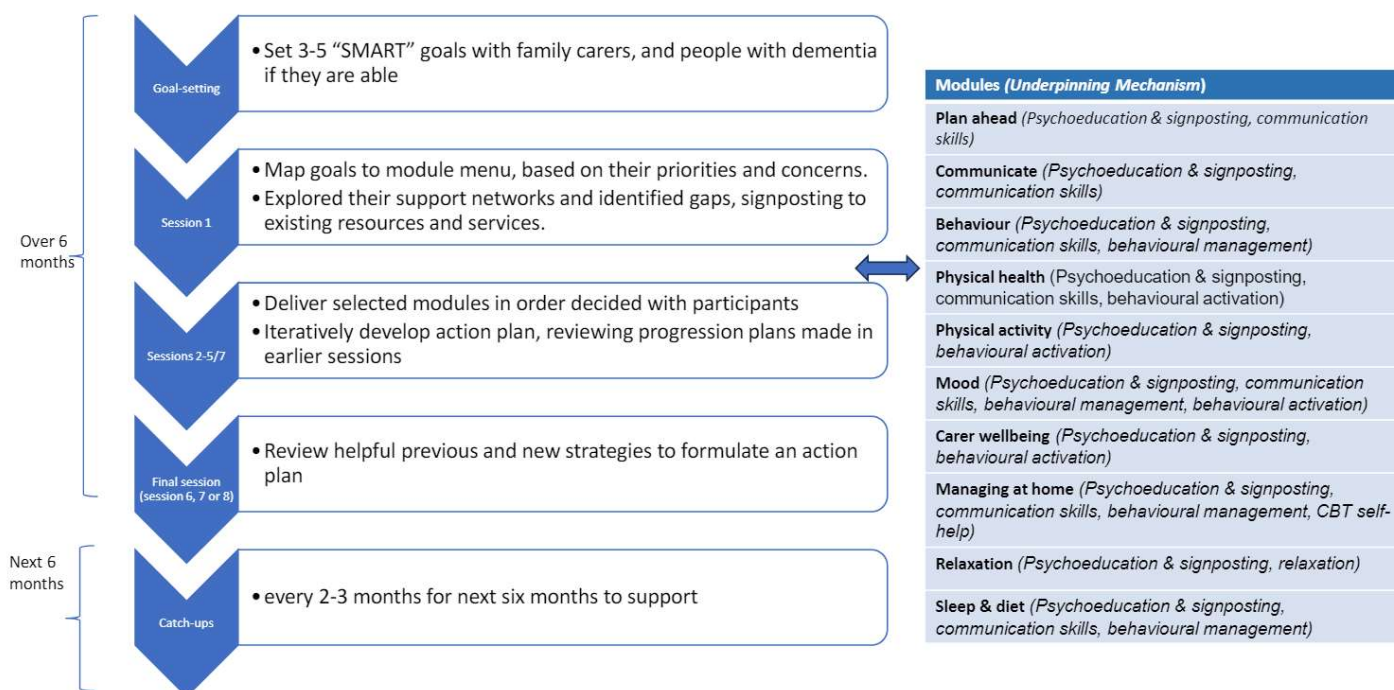 Over 6
months
Goal-setting
• Set 3-5 “SMART” goals with family carers, and people with dementia
if they are able
Session 1
• Map goals to module menu, based on their priorities and concerns.
• Explored their support networks and identified gaps, signposting to
existing resources and services.
Sessions 2-5/7
• Deliver selected modules in order decided with participants
• Iteratively develop action plan, reviewing progression plans made in
earlier sessions
Final session
(session 6, 7 or 8)
• Review helpful previous and new strategies to formulate an action
plan
Next 6
months
Catch-ups
• every 2-3 months for next six months to support
Modules (Underpinning Mechanism)
Plan ahead (Psychoeducation & signposting, communication
skills)
Communicate (Psychoeducation & signposting,
communication skills)
Behaviour (Psychoeducation & signposting,
communication skills, behavioural management)
Physical health (Psychoeducation & signposting,
communication skills, behavioural activation)
Physical activity (Psychoeducation & signposting,
behavioural activation)
Mood (Psychoeducation & signposting, communication
skills, behavioural management, behavioural activation)
Carer wellbeing (Psychoeducation & signposting,
behavioural activation)
Managing at home (Psychoeducation & signposting,
communication skills, behavioural management, CBT self-
help)
Relaxation (Psychoeducation & signposting, relaxation)
Sleep & diet (Psychoeducation & signposting,
communication skills, behavioural management)